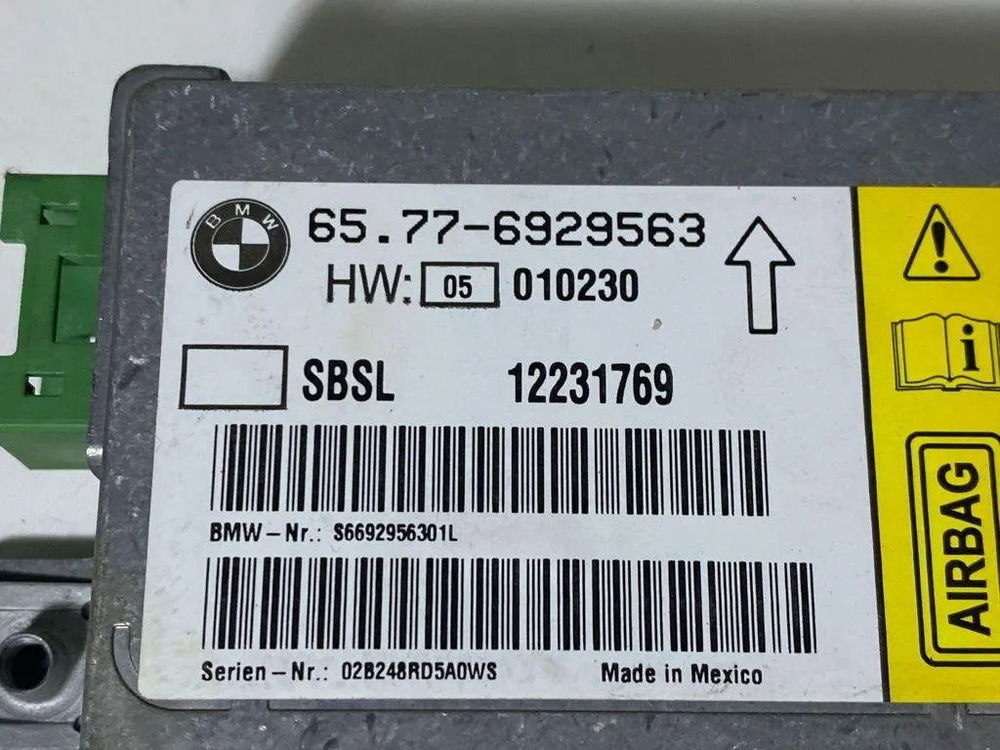 BMW
65.77-6929563
HW: 05 010230
SBSL 12231769
BMW-Nr.: S6692956301L
Serien-Nr.: 02B248RD5A0WS Made in Mexico
i
AIRBAG